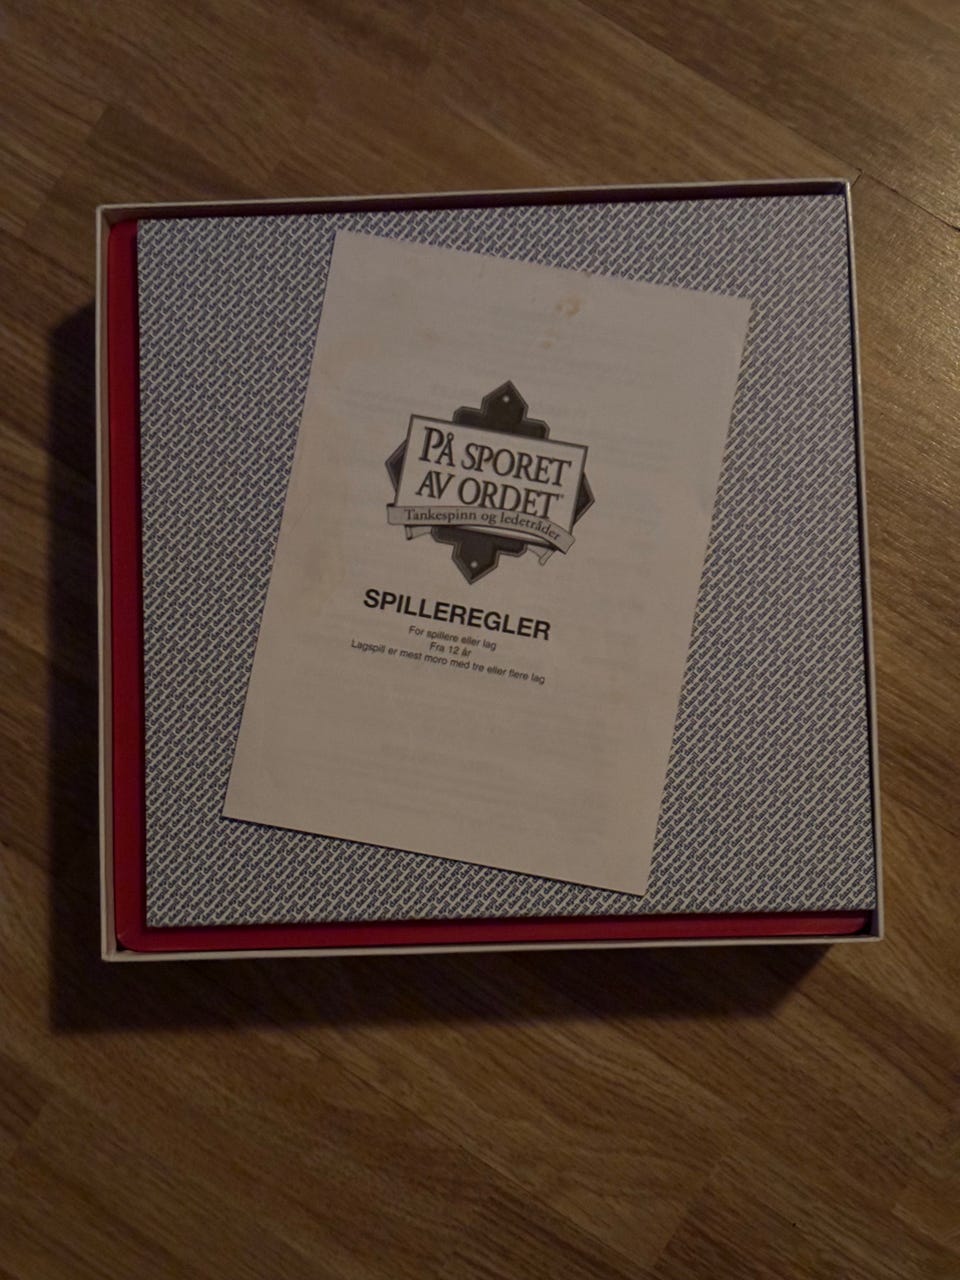 PÅ SPORET
AV ORDET®
Tankespinn og ledetråder
SPILLEREGLER
For spillere eller lag
Fra 12 år
Lagspill er mest moro med tre eller flere lag